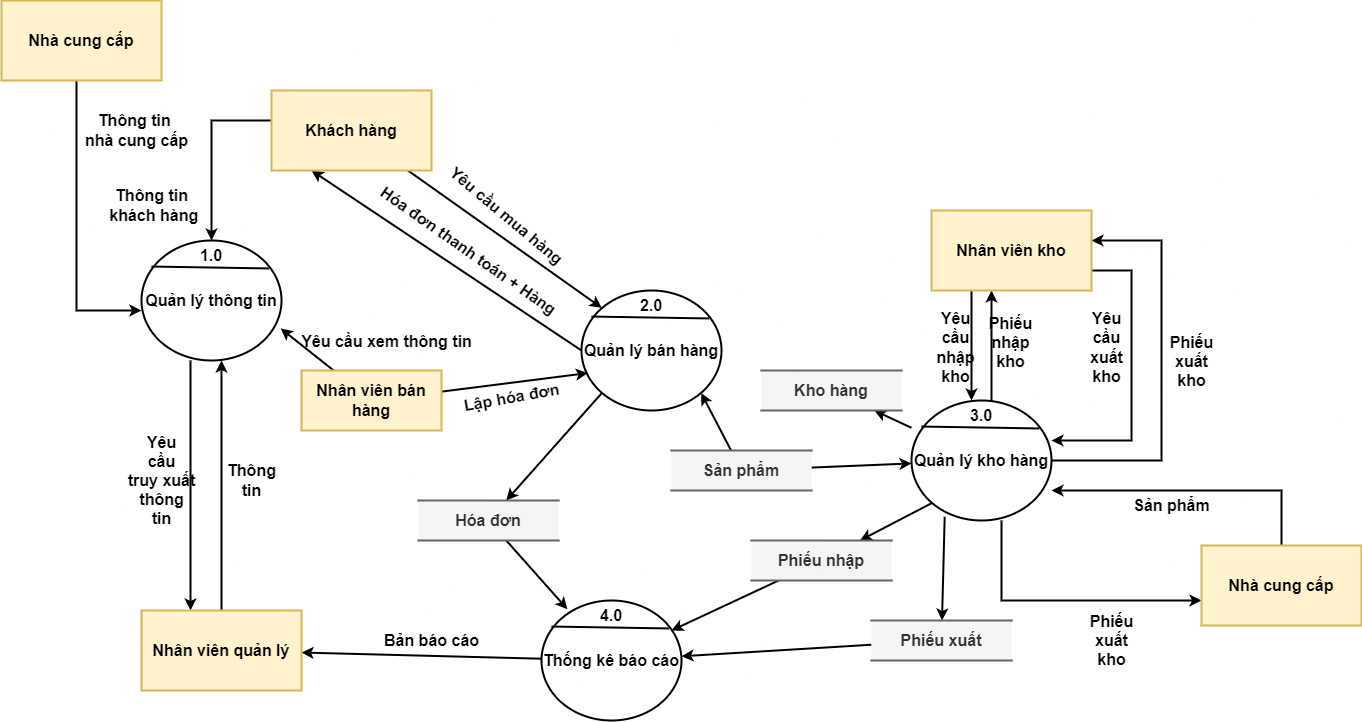 Nhà cung cấp
Thông tin
nhà cung cấp
Khách hàng
Thông tin
khách hàng
Yêu cầu mua hàng
Hóa đơn thanh toán + Hàng
1.0
Quản lý thông tin
Yêu cầu xem thông tin
Nhân viên bán
hàng
Lập hóa đơn
2.0
Quản lý bán hàng
Nhân viên kho
Yêu
cầu
nhập
kho
Phiếu
nhập
kho
Yêu
cầu
xuất
kho
Phiếu
xuất
kho
Kho hàng
3.0
Quản lý kho hàng
Sản phẩm
Yêu
cầu
truy xuất
thông
tin
Thông
tin
Hóa đơn
Sản phẩm
Phiếu nhập
Nhà cung cấp
4.0
Thống kê báo cáo
Phiếu xuất
Phiếu
xuất
kho
Bản báo cáo
Nhân viên quản lý